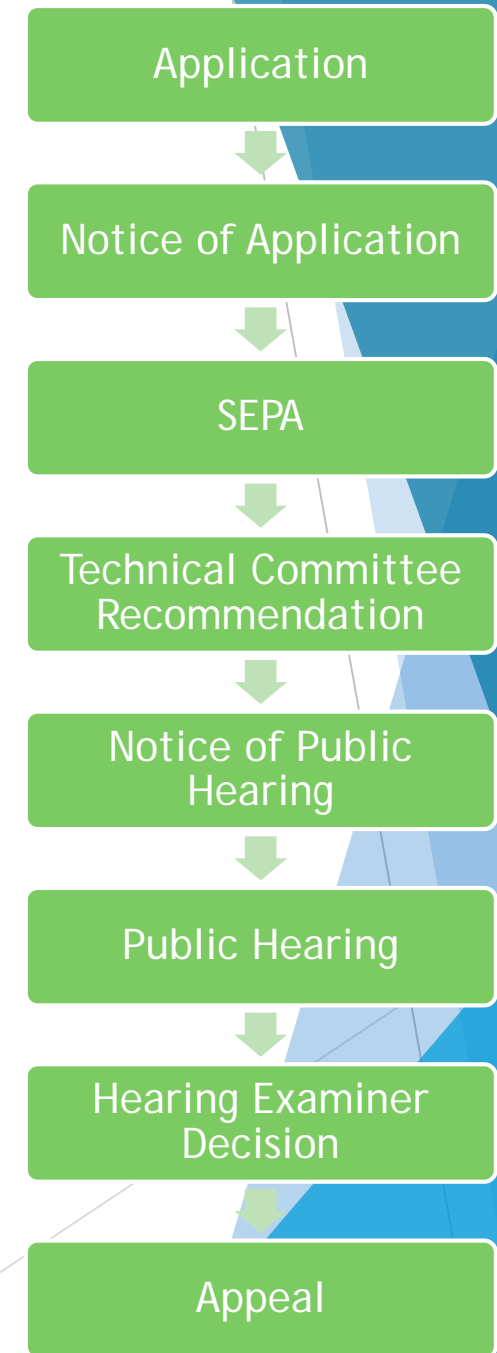 Application
Notice of Application
SEPA
Technical Committee
Recommendation
Notice of Public
Hearing
Public Hearing
Hearing Examiner
Decision
Appeal